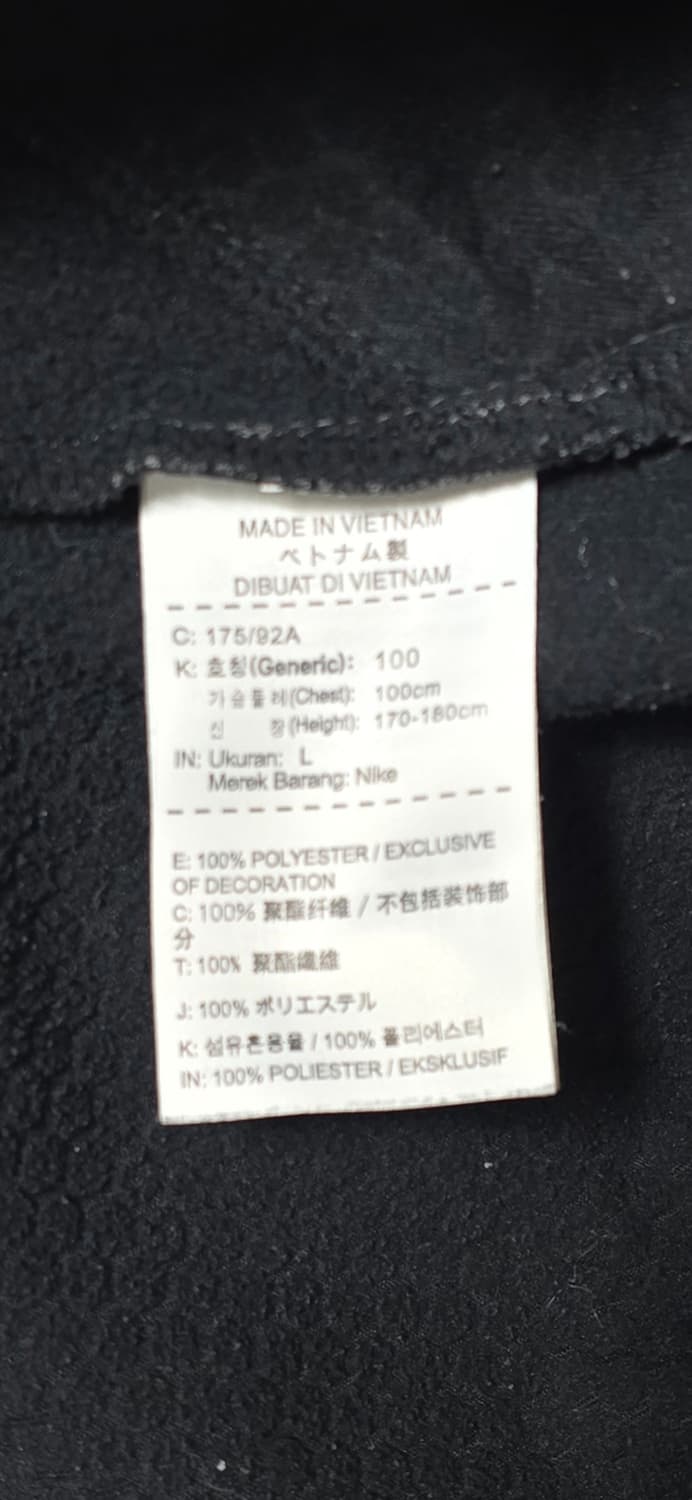 MADE IN VIETNAM
ベトナム製
DIBUAT DI VIETNAM
C: 175/92A
K: 호칭(Generic): 100
가슴둘레(Chest): 100cm
신 장(Height): 170-180cm
IN: Ukuran: L
Merek Barang: Nike
E: 100% POLYESTER / EXCLUSIVE
OF DECORATION
C: 100% 聚酯纤维 / 不包括装饰部
分
T: 100% 聚酯纖維
J: 100% ポリエステル
K: 섬유혼용율 / 100% 폴리에스터
IN: 100% POLIESTER / EKSKLUSIF